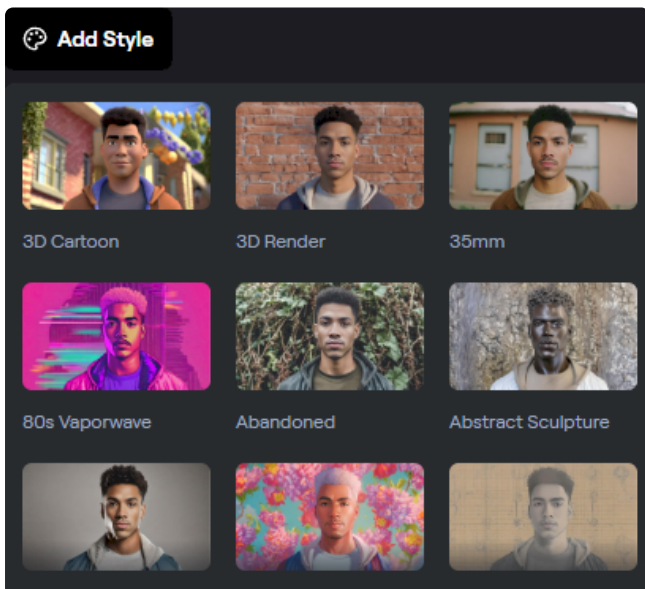 Add Style
3D Cartoon
3D Render
35mm
80s Vaporwave
Abandoned
Abstract Sculpture